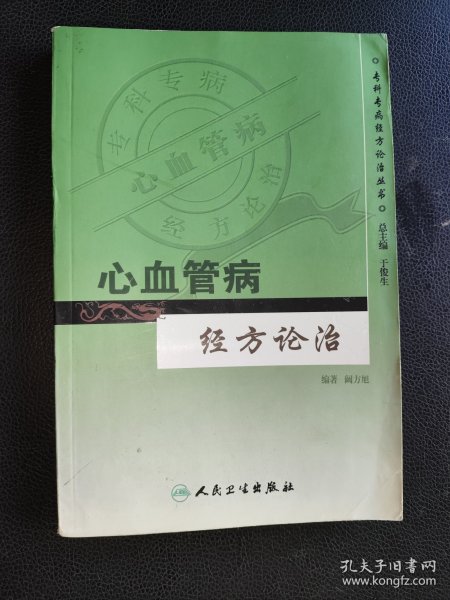 专科专病经方论治丛书
总主编 于俊生
专科专病
心血管病
经方论治
心血管病
经方论治
编著 阚方旭
人民卫生出版社
孔夫子旧书网
www.kongfz.com